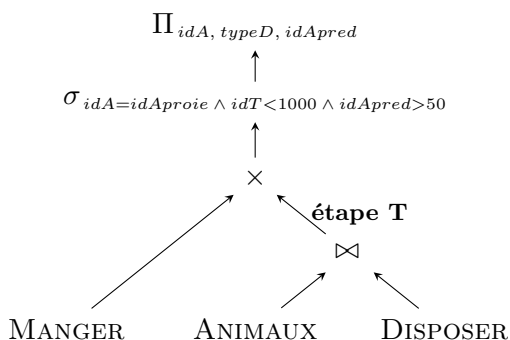 Π idA, typeD, idApred
σ idA=idAproie ∧ idT<1000 ∧ idApred>50
×
étape T
⋈
MANGER ANIMAUX DISPOSER